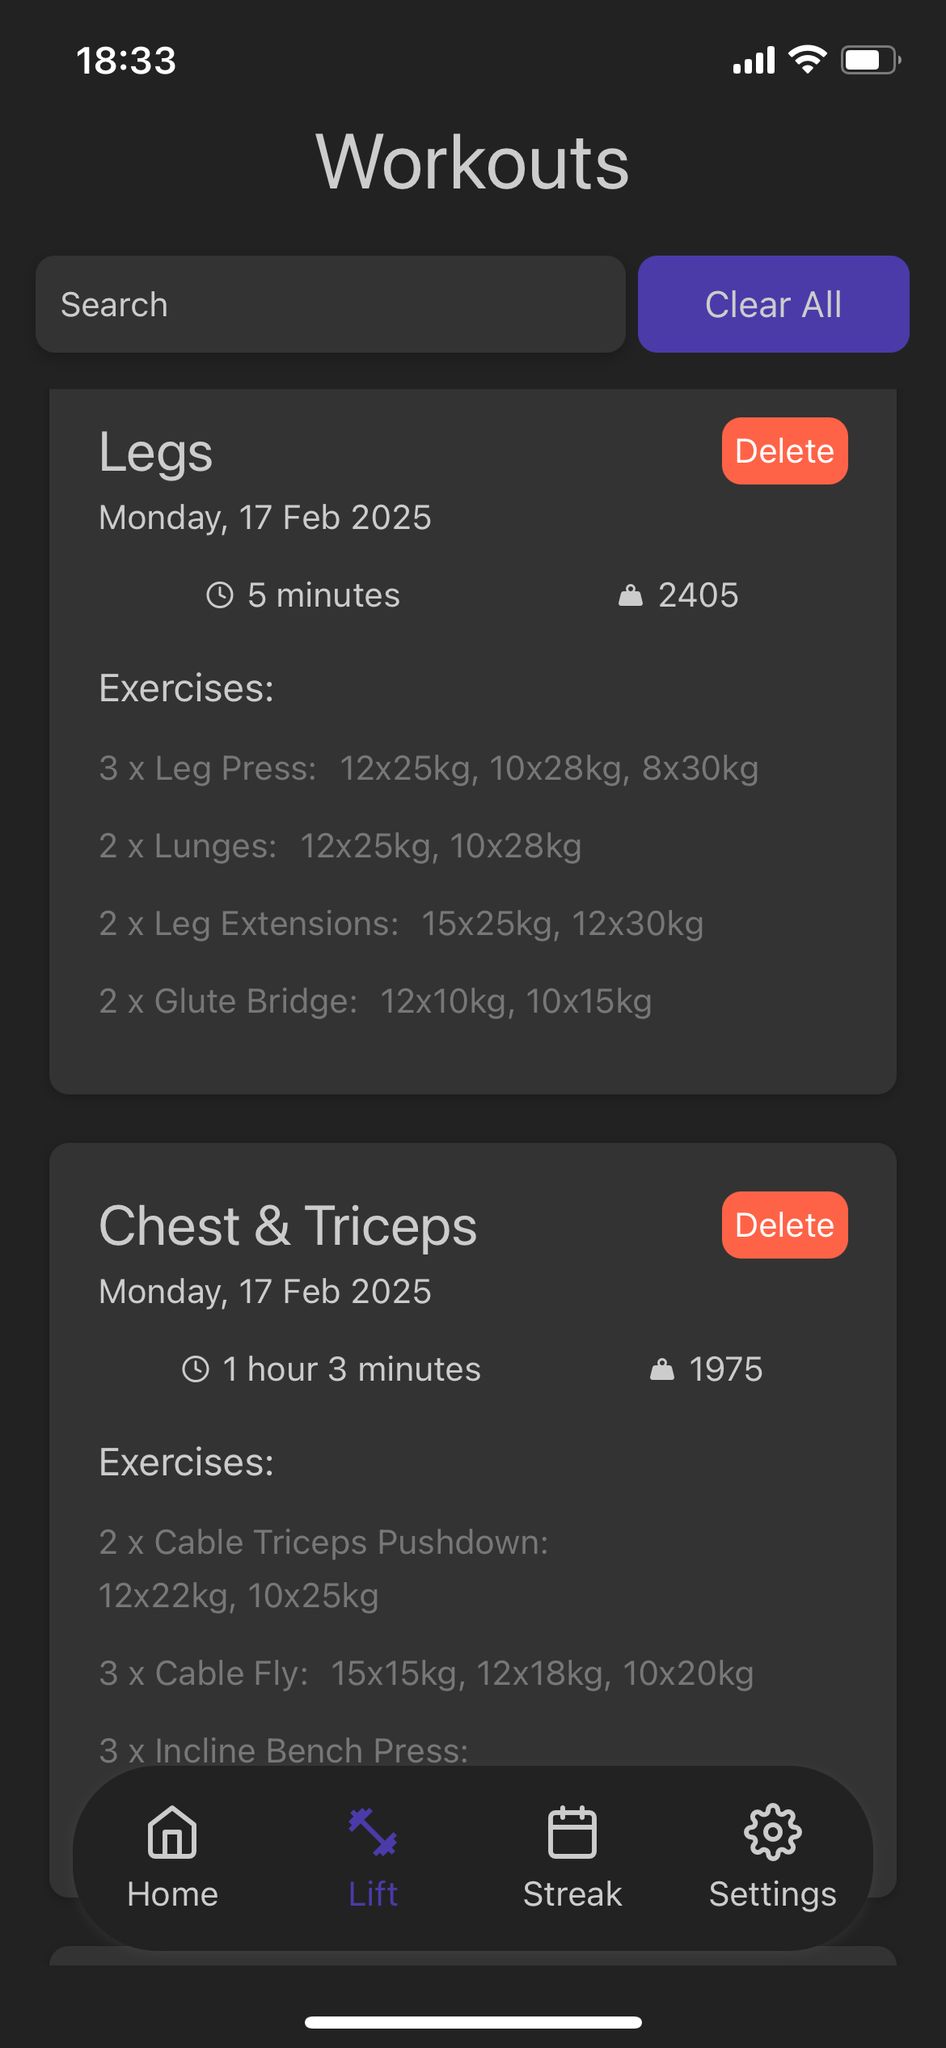 18:33
Workouts
Search
Clear All
Legs
Delete
Monday, 17 Feb 2025
5 minutes
2405
Exercises:
3 x Leg Press: 12x25kg, 10x28kg, 8x30kg
2 x Lunges: 12x25kg, 10x28kg
2 x Leg Extensions: 15x25kg, 12x30kg
2 x Glute Bridge: 12x10kg, 10x15kg
Chest & Triceps
Delete
Monday, 17 Feb 2025
1 hour 3 minutes
1975
Exercises:
2 x Cable Triceps Pushdown:
12x22kg, 10x25kg
3 x Cable Fly: 15x15kg, 12x18kg, 10x20kg
3 x Incline Bench Press:
Home
Lift
Streak
Settings